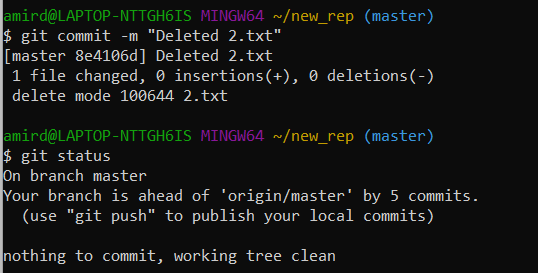 amird@LAPTOP-NTTGH6IS MINGW64 ~/new_rep (master)
$ git commit -m "Deleted 2.txt"
[master 8e4106d] Deleted 2.txt
 1 file changed, 0 insertions(+), 0 deletions(-)
 delete mode 100644 2.txt

amird@LAPTOP-NTTGH6IS MINGW64 ~/new_rep (master)
$ git status
On branch master
Your branch is ahead of 'origin/master' by 5 commits.
  (use "git push" to publish your local commits)

nothing to commit, working tree clean